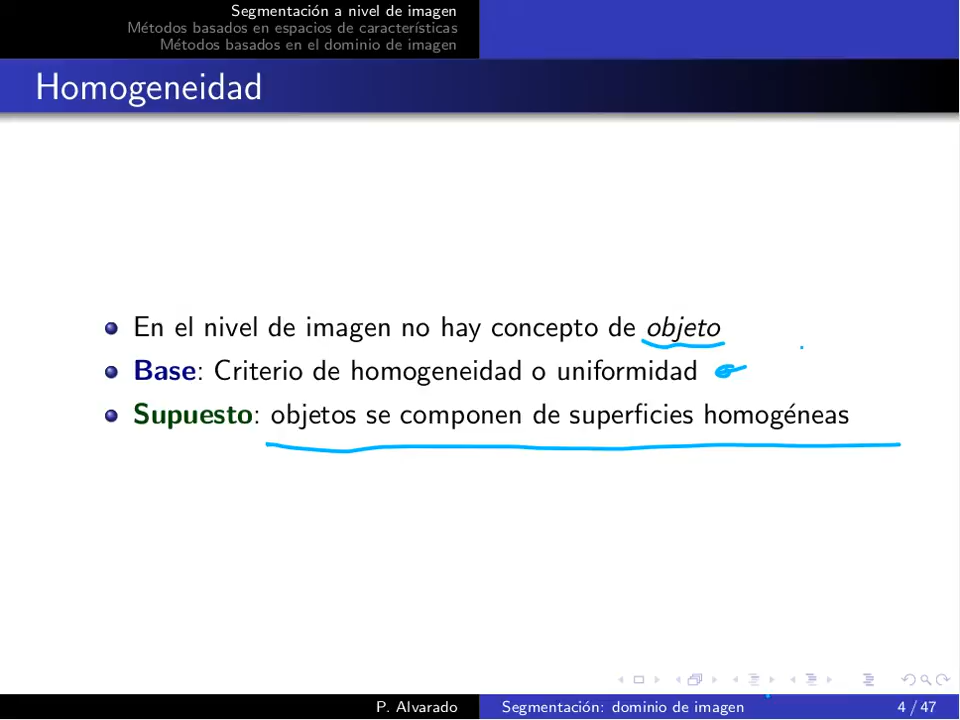 Segmentación a nivel de imagen
Métodos basados en espacios de características
Métodos basados en el dominio de imagen
Homogeneidad
En el nivel de imagen no hay concepto de objeto
Base: Criterio de homogeneidad o uniformidad
Supuesto: objetos se componen de superficies homogéneas
P. Alvarado Segmentación: dominio de imagen 4 / 47